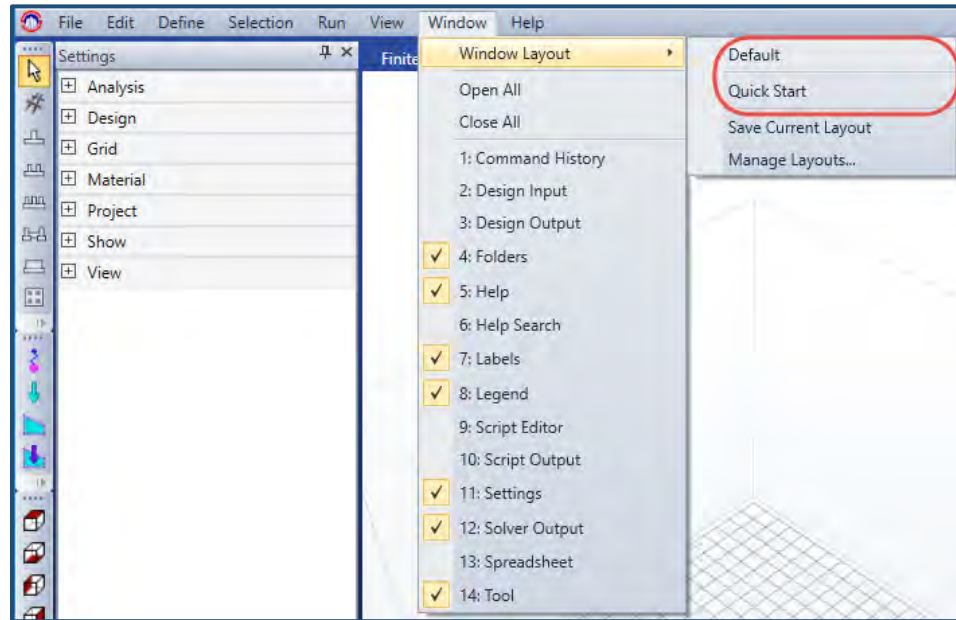 File Edit Define Selection Run View Window Help
Settings
Analysis
Design
Grid
Material
Project
Show
View
Finite
Window Layout
Open All
Close All
1: Command History
2: Design Input
3: Design Output
4: Folders
5: Help
6: Help Search
7: Labels
8: Legend
9: Script Editor
10: Script Output
11: Settings
12: Solver Output
13: Spreadsheet
14: Tool
Default
Quick Start
Save Current Layout
Manage Layouts...